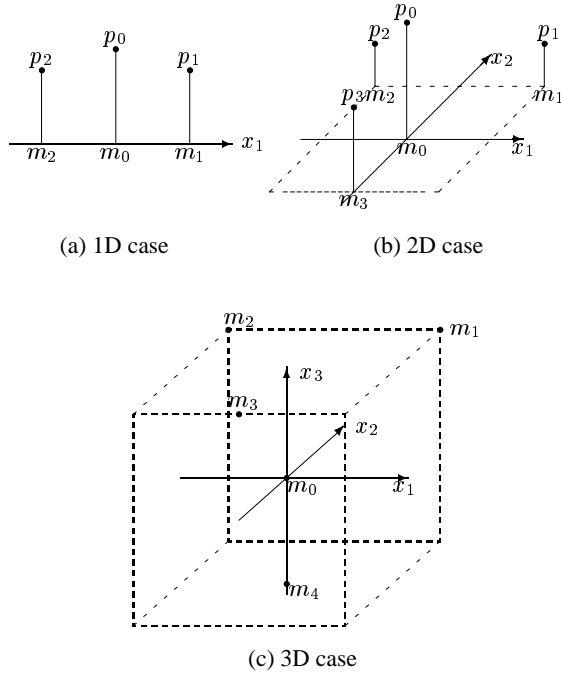 p₂ p₀ p₁
m₂ m₀ m₁ x₁
(a) 1D case
p₀
p₂ p₁
x₂
p₃ m₂ m₁
m₀ x₁
m₃
(b) 2D case
m₂ m₁
x₃
m₃
x₂
m₀ x₁
m₄
(c) 3D case